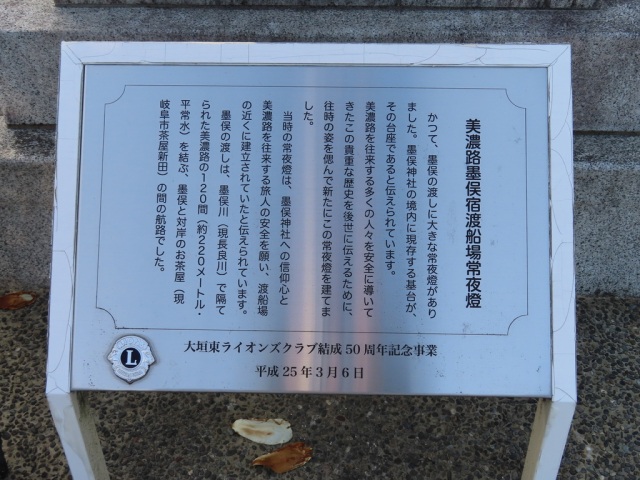 美濃路墨俣宿渡船場常夜燈
かつて、墨俣の渡しに大きな常夜燈があり
ました。墨俣神社の境内に現存する基台が、
その台座であると伝えられています。
美濃路を往来する多くの人々を安全に導いて
きたこの貴重な歴史を後世に伝えるために、
往時の姿を偲んで新たにこの常夜燈を建てま
した。
当時の常夜燈は、墨俣神社への信仰心と
美濃路を往来する旅人の安全を願い、渡船場
の近くに建立されていたと伝えられています。
墨俣の渡しは、墨俣川（現長良川）で隔て
られた美濃路の120間（約220メートル・
平常水）を結ぶ、墨俣と対岸のお茶屋（現
岐阜市茶屋新田）の間の航路でした。
大垣東ライオンズクラブ結成50周年記念事業
平成25年3月6日
L